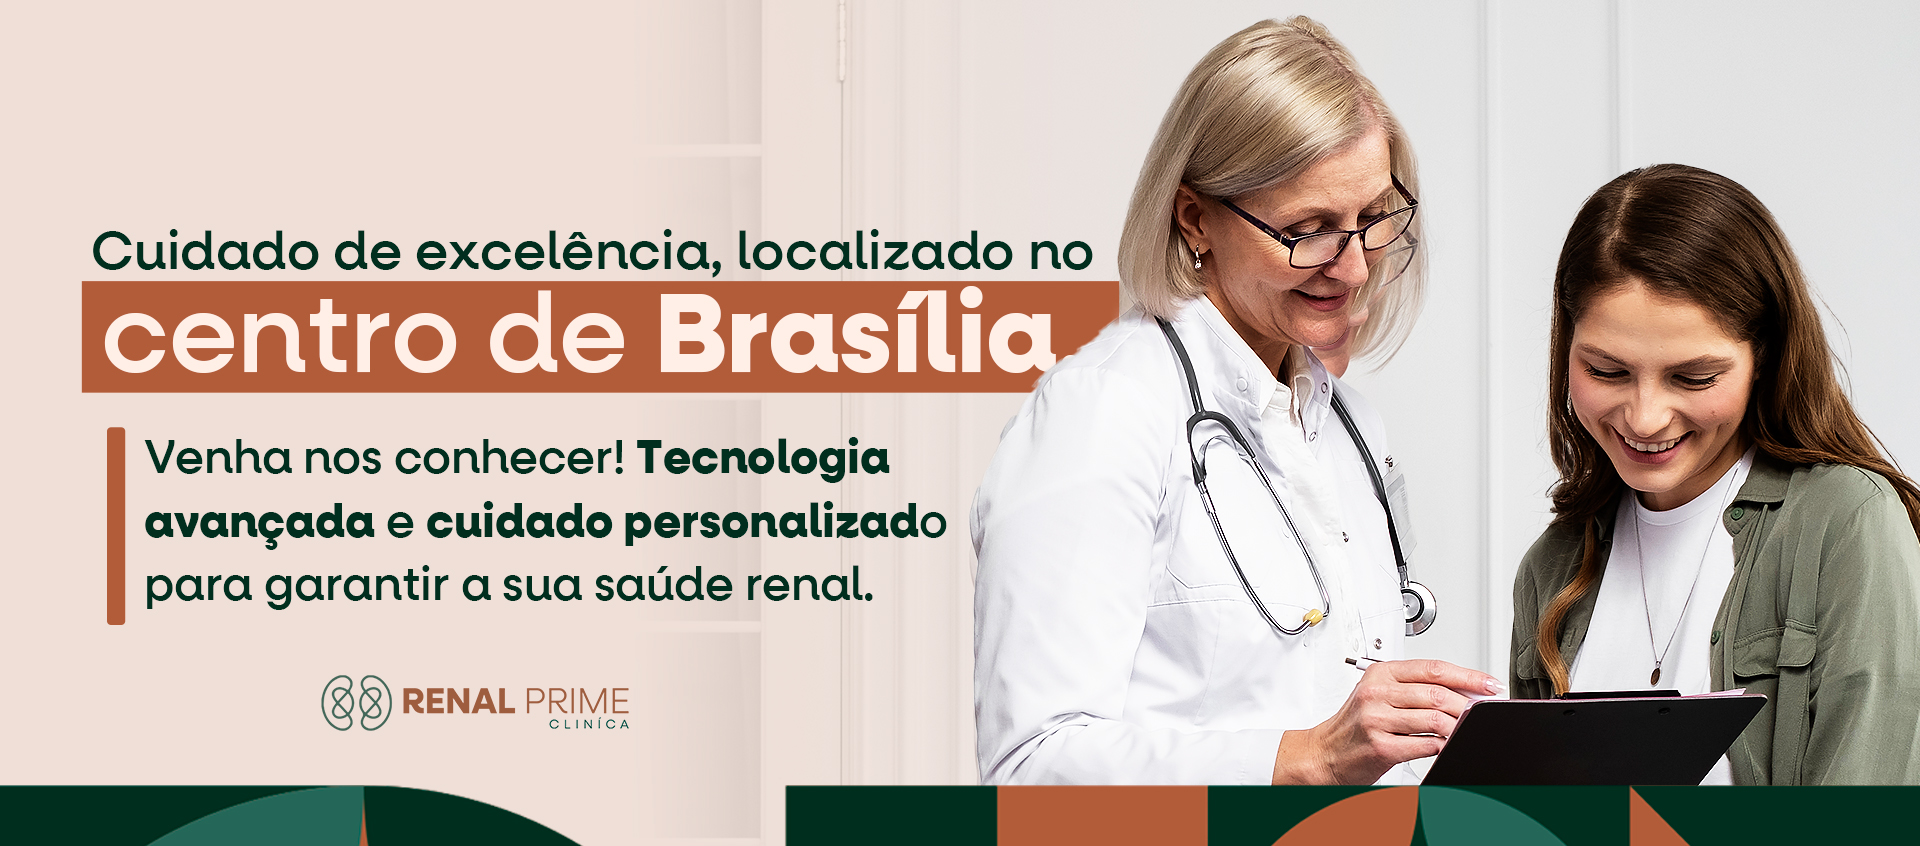 Cuidado de excelência, localizado no
centro de Brasília.
Venha nos conhecer! Tecnologia
avançada e cuidado personalizado
para garantir a sua saúde renal.
RENAL PRIME
CLINÍCA